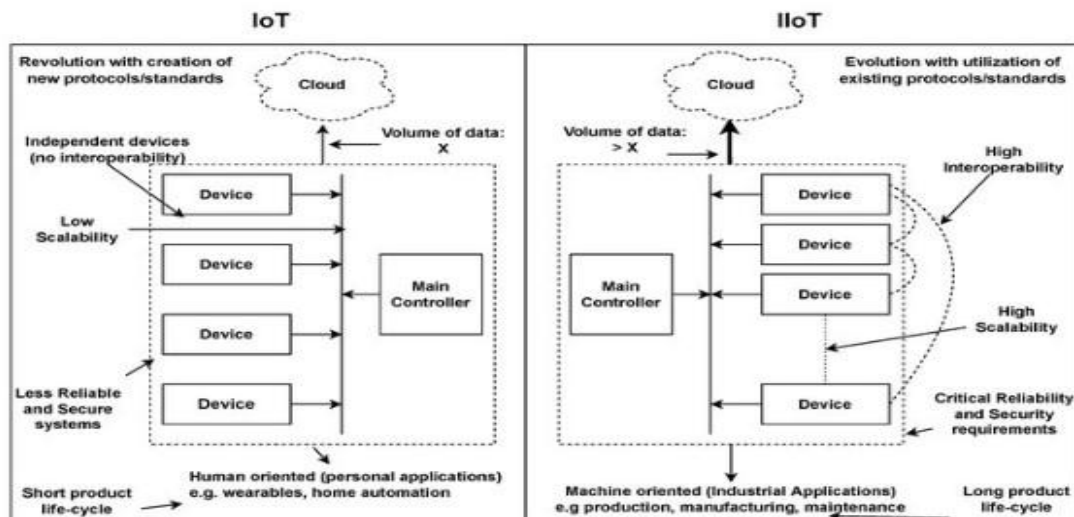 IoT
IIoT
Revolution with creation of
new protocols/standards
Cloud
Volume of data:
X
Independent devices
(no interoperability)
Device
Low
Scalability
Device
Main
Controller
Device
Less Reliable
and Secure
systems
Device
Human oriented (personal applications)
e.g. wearables, home automation
Short product
life-cycle
Evolution with utilization of
existing protocols/standards
Cloud
Volume of data:
> X
High
Interoperability
Device
Device
Main
Controller
Device
High
Scalability
Device
Critical Reliability
and Security
requirements
Machine oriented (Industrial Applications)
e.g production, manufacturing, maintenance
Long product
life-cycle